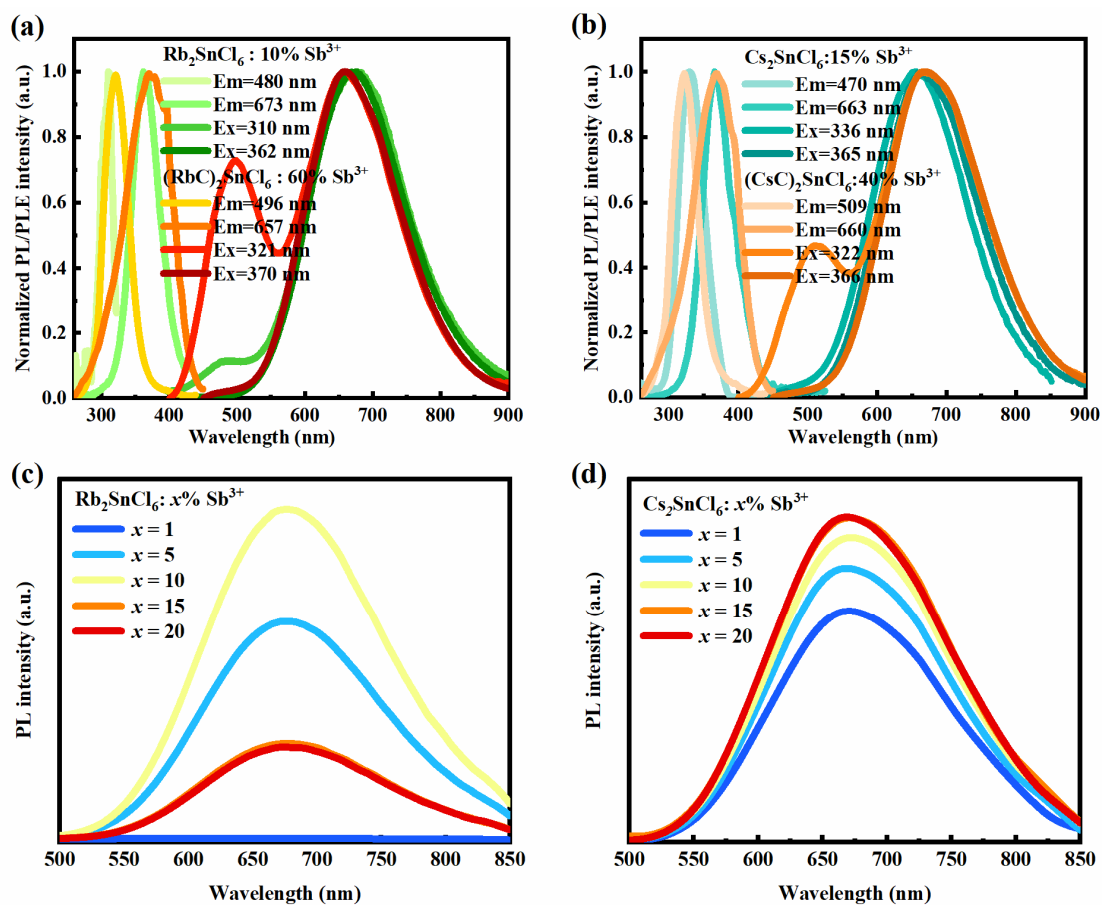 (a)
Rb₂SnCl₆ : 10% Sb³⁺
Em=480 nm
Em=673 nm
Ex=310 nm
Ex=362 nm
(RbC)₂SnCl₆ : 60% Sb³⁺
Em=496 nm
Em=657 nm
Ex=321 nm
Ex=370 nm
Normalized PL/PLE intensity (a.u.)
1.0
0.8
0.6
0.4
0.2
0.0
300 400 500 600 700 800 900
Wavelength (nm)
(b)
Cs₂SnCl₆:15% Sb³⁺
Em=470 nm
Em=663 nm
Ex=336 nm
Ex=365 nm
(CsC)₂SnCl₆:40% Sb³⁺
Em=509 nm
Em=660 nm
Ex=322 nm
Ex=366 nm
Normalized PL/PLE intensity (a.u.)
1.0
0.8
0.6
0.4
0.2
0.0
300 400 500 600 700 800 900
Wavelength (nm)
(c)
Rb₂SnCl₆: x% Sb³⁺
x = 1
x = 5
x = 10
x = 15
x = 20
PL intensity (a.u.)
500 550 600 650 700 750 800 850
Wavelength (nm)
(d)
Cs₂SnCl₆: x% Sb³⁺
x = 1
x = 5
x = 10
x = 15
x = 20
PL intensity (a.u.)
500 550 600 650 700 750 800 850
Wavelength (nm)